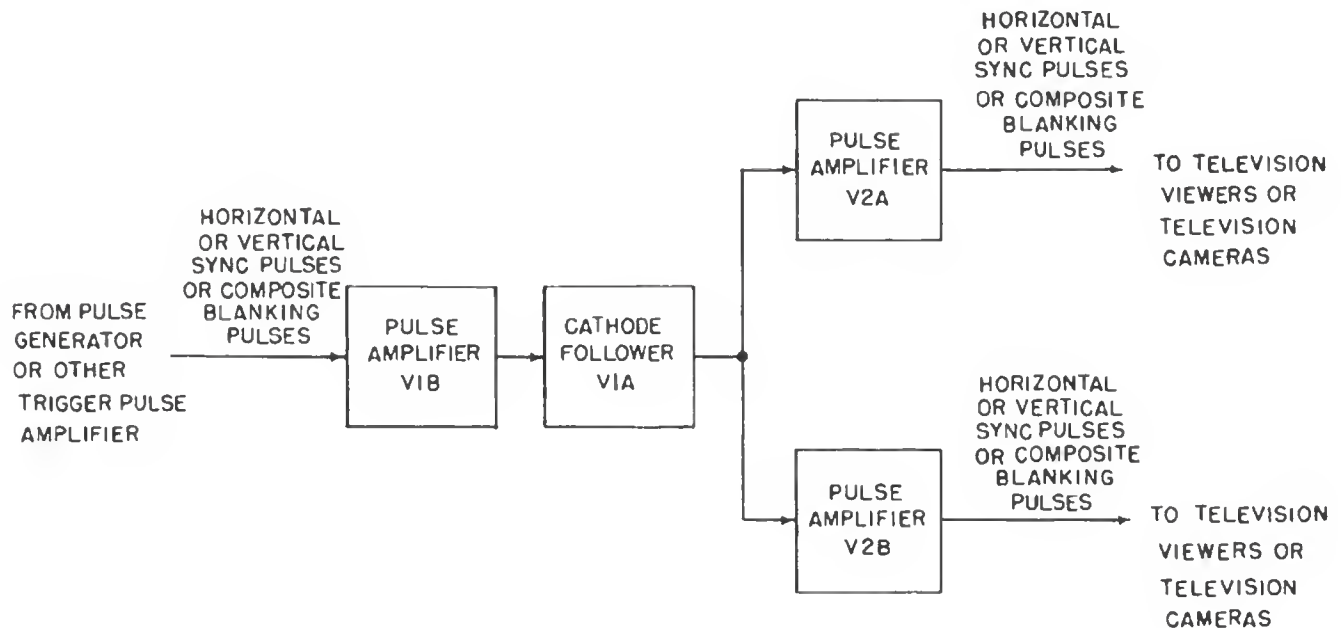 FROM PULSE
GENERATOR
OR OTHER
TRIGGER PULSE
AMPLIFIER
HORIZONTAL
OR VERTICAL
SYNC PULSES
OR COMPOSITE
BLANKING
PULSES
PULSE
AMPLIFIER
V1B
CATHODE
FOLLOWER
V1A
PULSE
AMPLIFIER
V2A
HORIZONTAL
OR VERTICAL
SYNC PULSES
OR COMPOSITE
BLANKING
PULSES
TO TELEVISION
VIEWERS OR
TELEVISION
CAMERAS
PULSE
AMPLIFIER
V2B
HORIZONTAL
OR VERTICAL
SYNC PULSES
OR COMPOSITE
BLANKING
PULSES
TO TELEVISION
VIEWERS OR
TELEVISION
CAMERAS